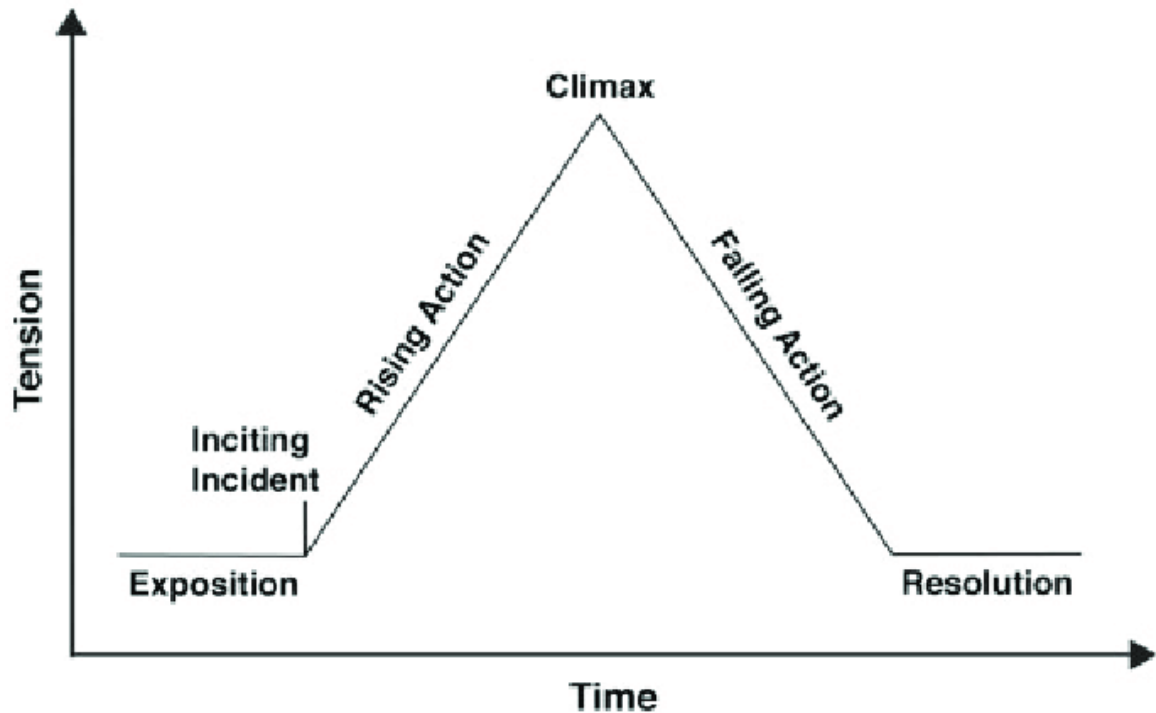 Climax
Rising Action
Falling Action
Tension
Inciting
Incident
Exposition
Resolution
Time